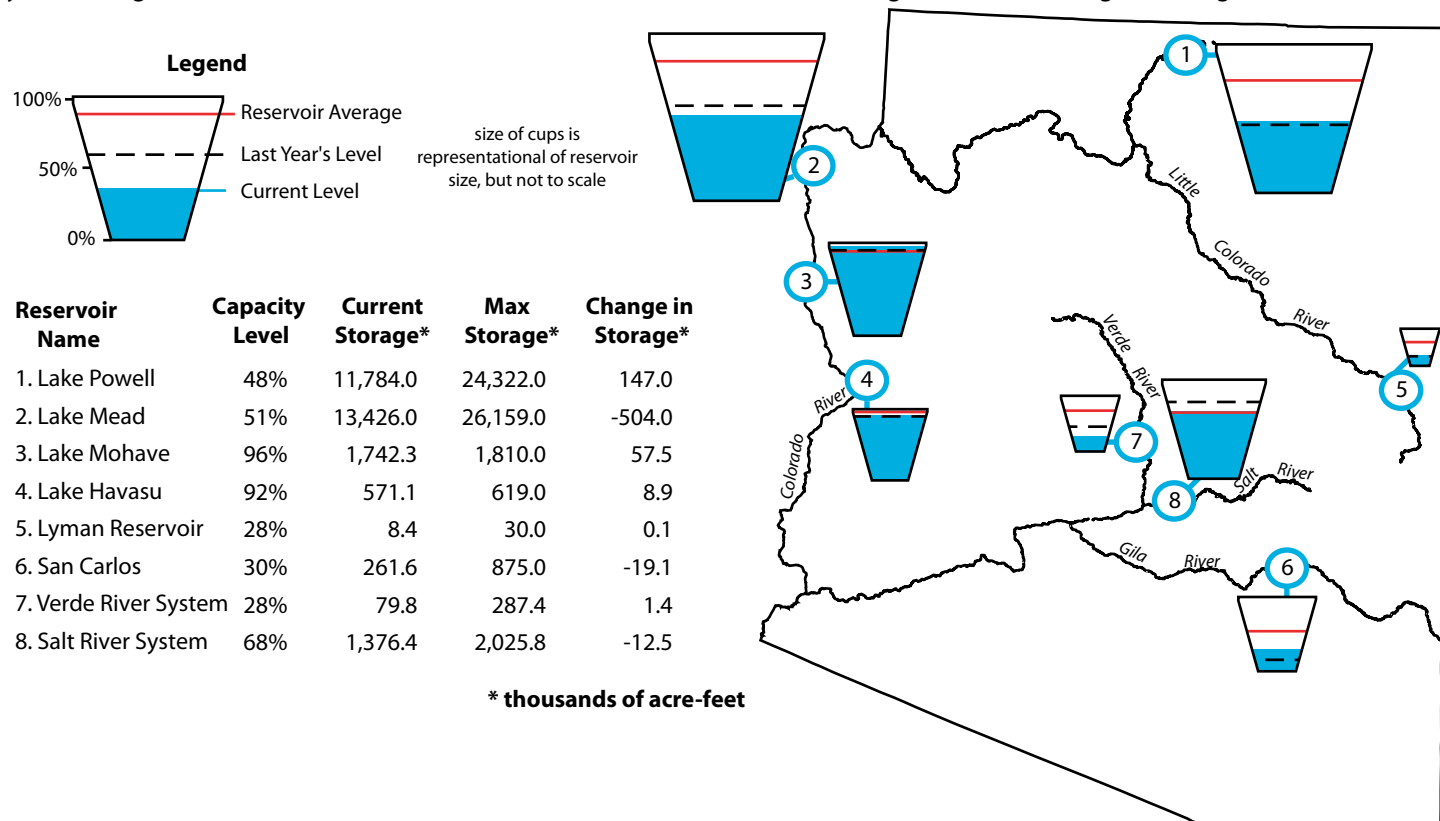 Legend
100%
50%
0%
Reservoir Average
Last Year's Level
Current Level
size of cups is
representational of reservoir
size, but not to scale
Reservoir Name Capacity Level Current Storage* Max Storage* Change in Storage*
1. Lake Powell 48% 11,784.0 24,322.0 147.0
2. Lake Mead 51% 13,426.0 26,159.0 -504.0
3. Lake Mohave 96% 1,742.3 1,810.0 57.5
4. Lake Havasu 92% 571.1 619.0 8.9
5. Lyman Reservoir 28% 8.4 30.0 0.1
6. San Carlos 30% 261.6 875.0 -19.1
7. Verde River System 28% 79.8 287.4 1.4
8. Salt River System 68% 1,376.4 2,025.8 -12.5
* thousands of acre-feet
1
2
3
4
5
6
7
8
Little Colorado River
Verde River
Colorado River
Salt River
Gila River